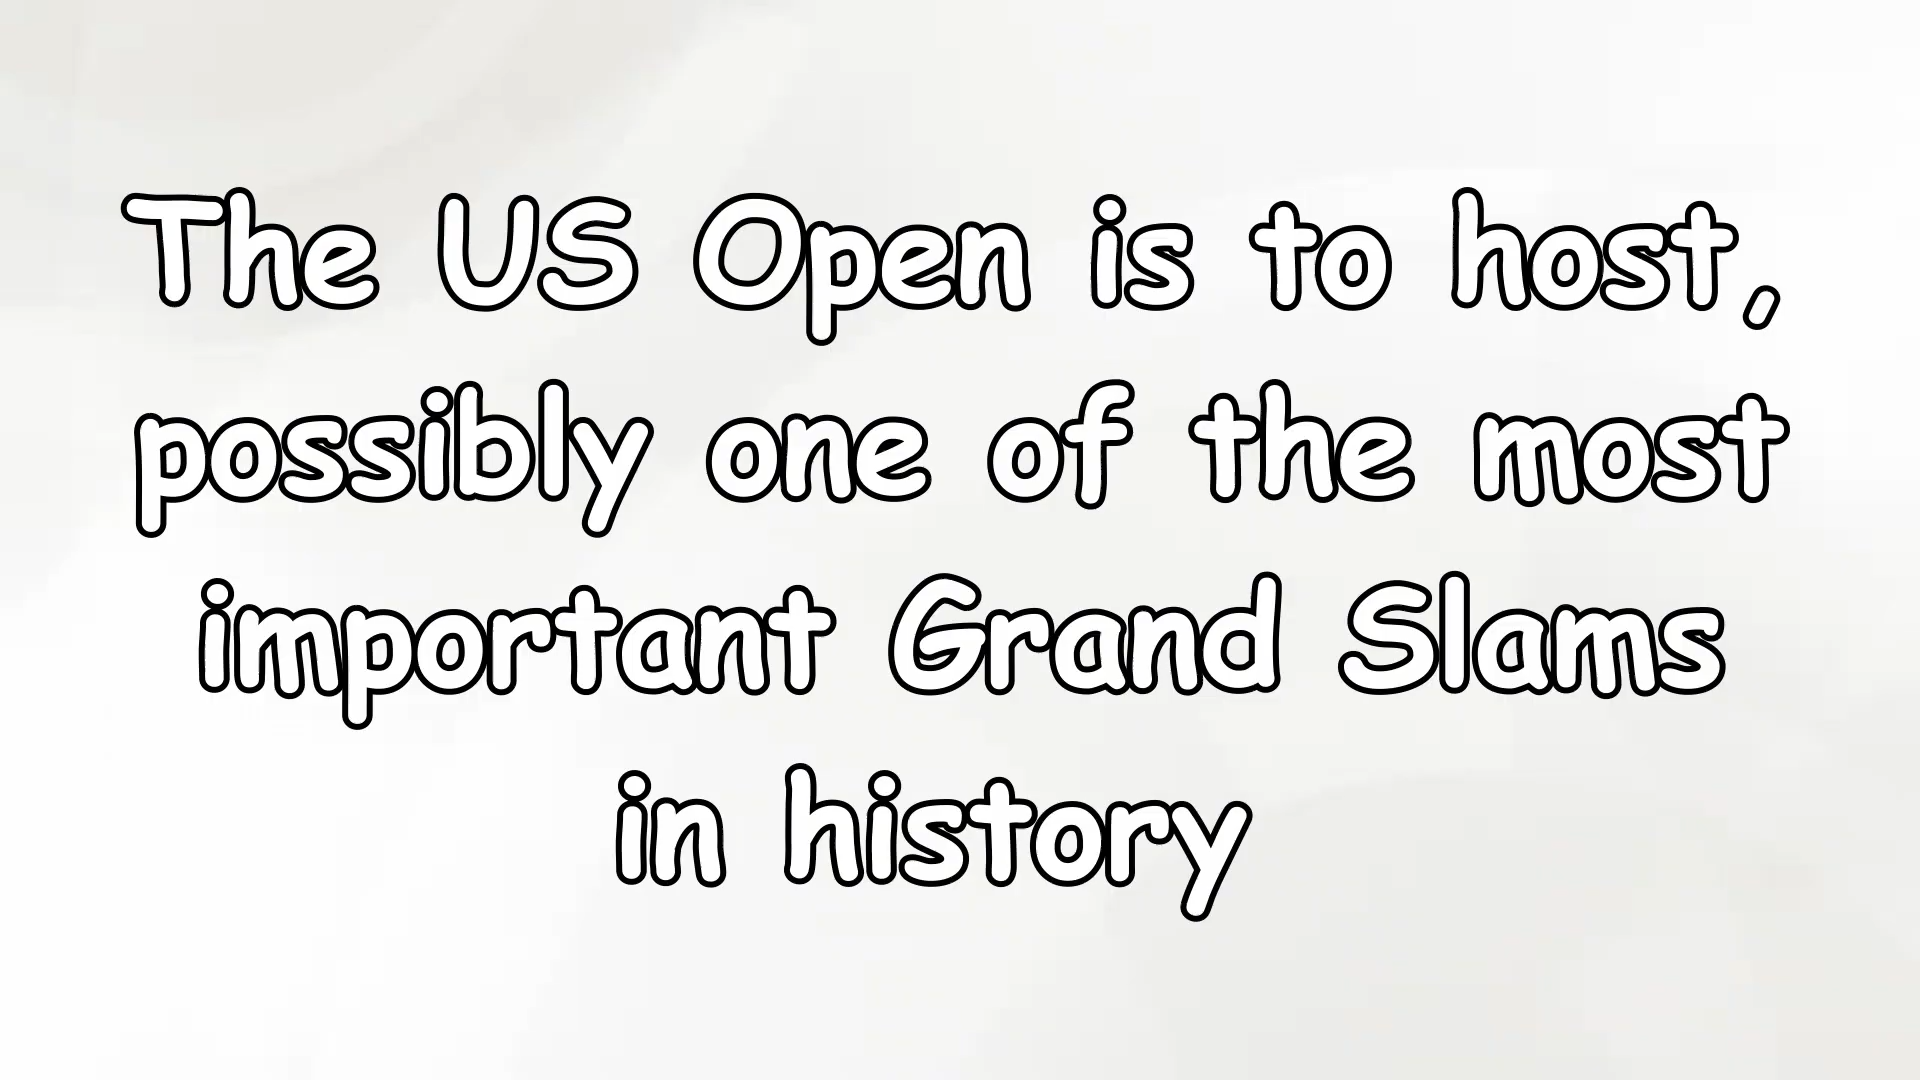 The US Open is to host,
possibly one of the most
important Grand Slams
in history